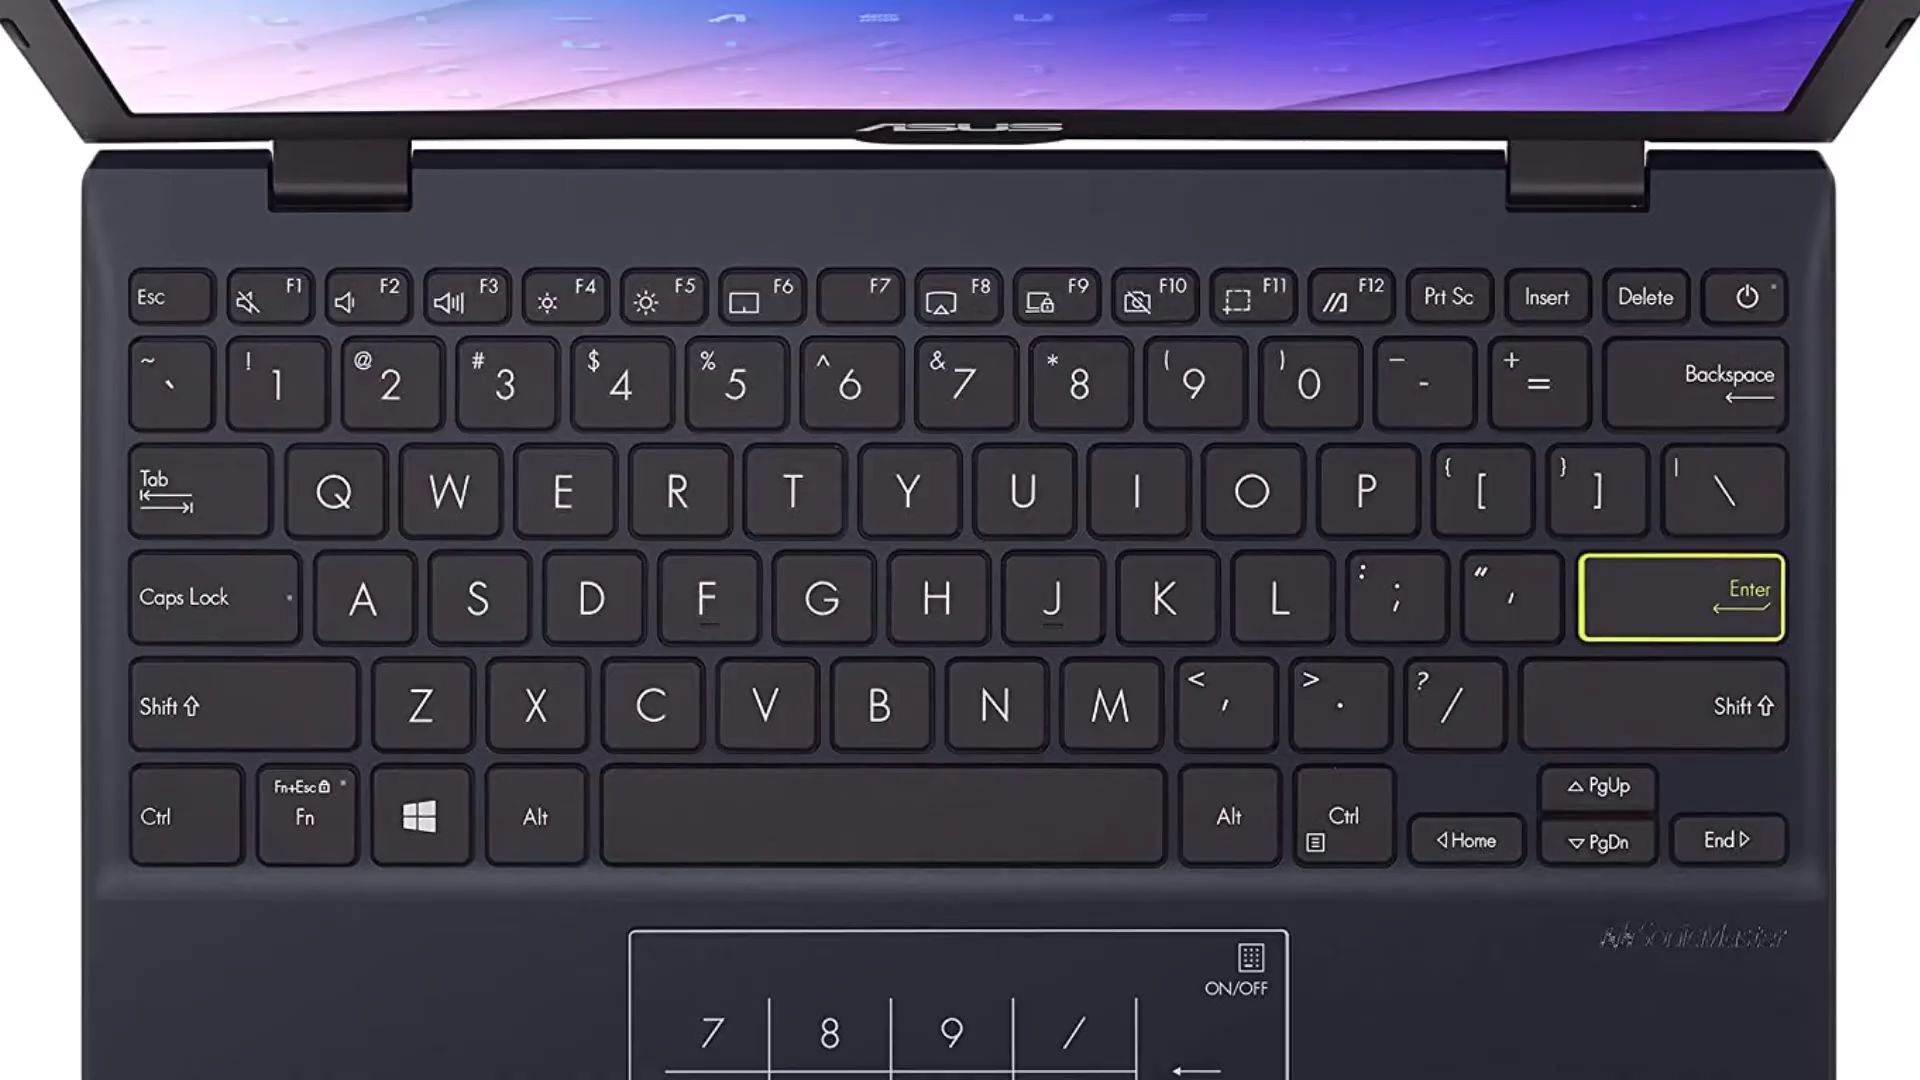 ASUS
Esc F1 F2 F3 F4 F5 F6 F7 F8 F9 F10 F11 F12 Prt Sc Insert Delete
~ ` ! 1 @ 2 # 3 $ 4 % 5 ^ 6 & 7 * 8 ( 9 ) 0 _ - + = Backspace
Tab Q W E R T Y U I O P { [ } ] | \
Caps Lock A S D F G H J K L : ; " ' Enter
Shift Z X C V B N M < , > . ? / Shift
Ctrl Fn+Esc Fn Alt Alt Ctrl Home PgUp PgDn End
SonicMaster
ON/OFF
7 8 9 /